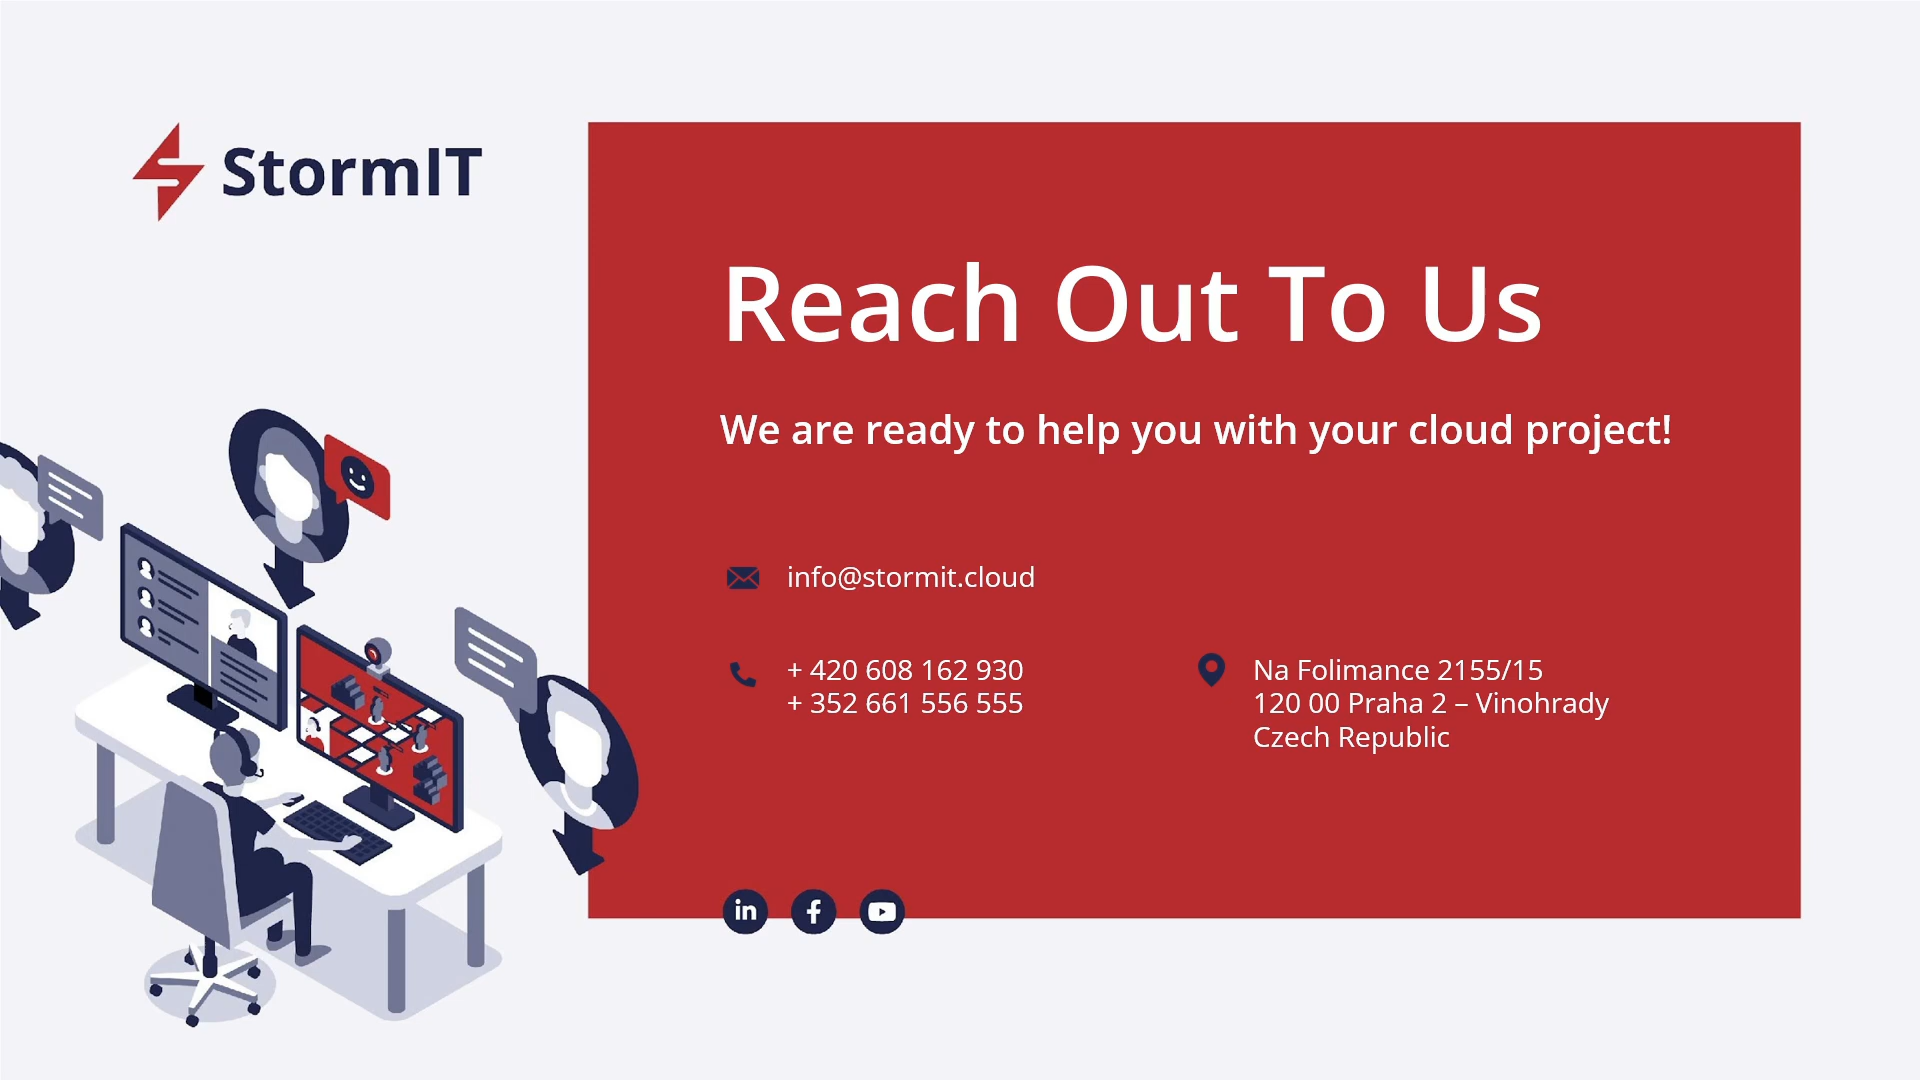 StormIT
Reach Out To Us
We are ready to help you with your cloud project!
info@stormit.cloud
+ 420 608 162 930
+ 352 661 556 555
Na Folimance 2155/15
120 00 Praha 2 – Vinohrady
Czech Republic
in